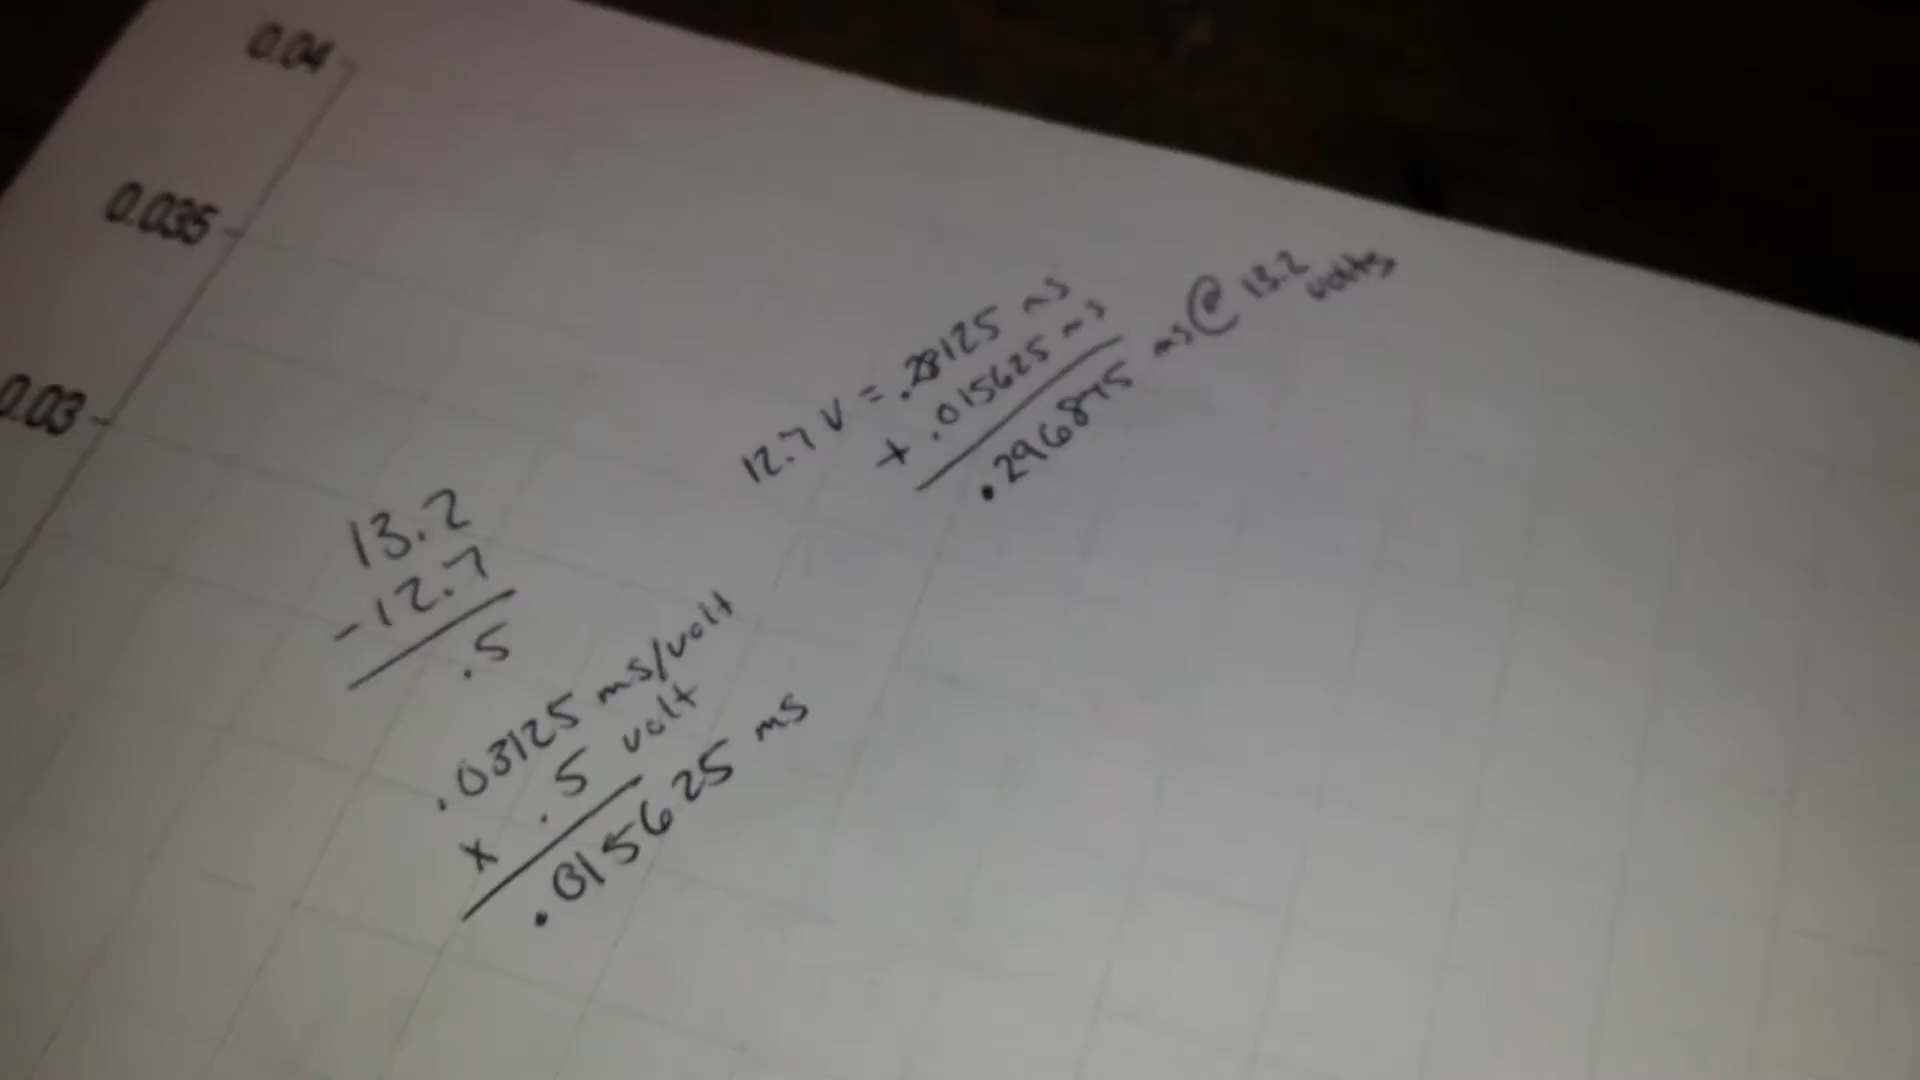 0.04
0.035
0.03
12.7 V = .28125 ms
+ .015625 ms
.296875 ms @ 13.2
volts
13.2
- 12.7
.5
.03125 ms/volt
x .5 volt
.015625 ms